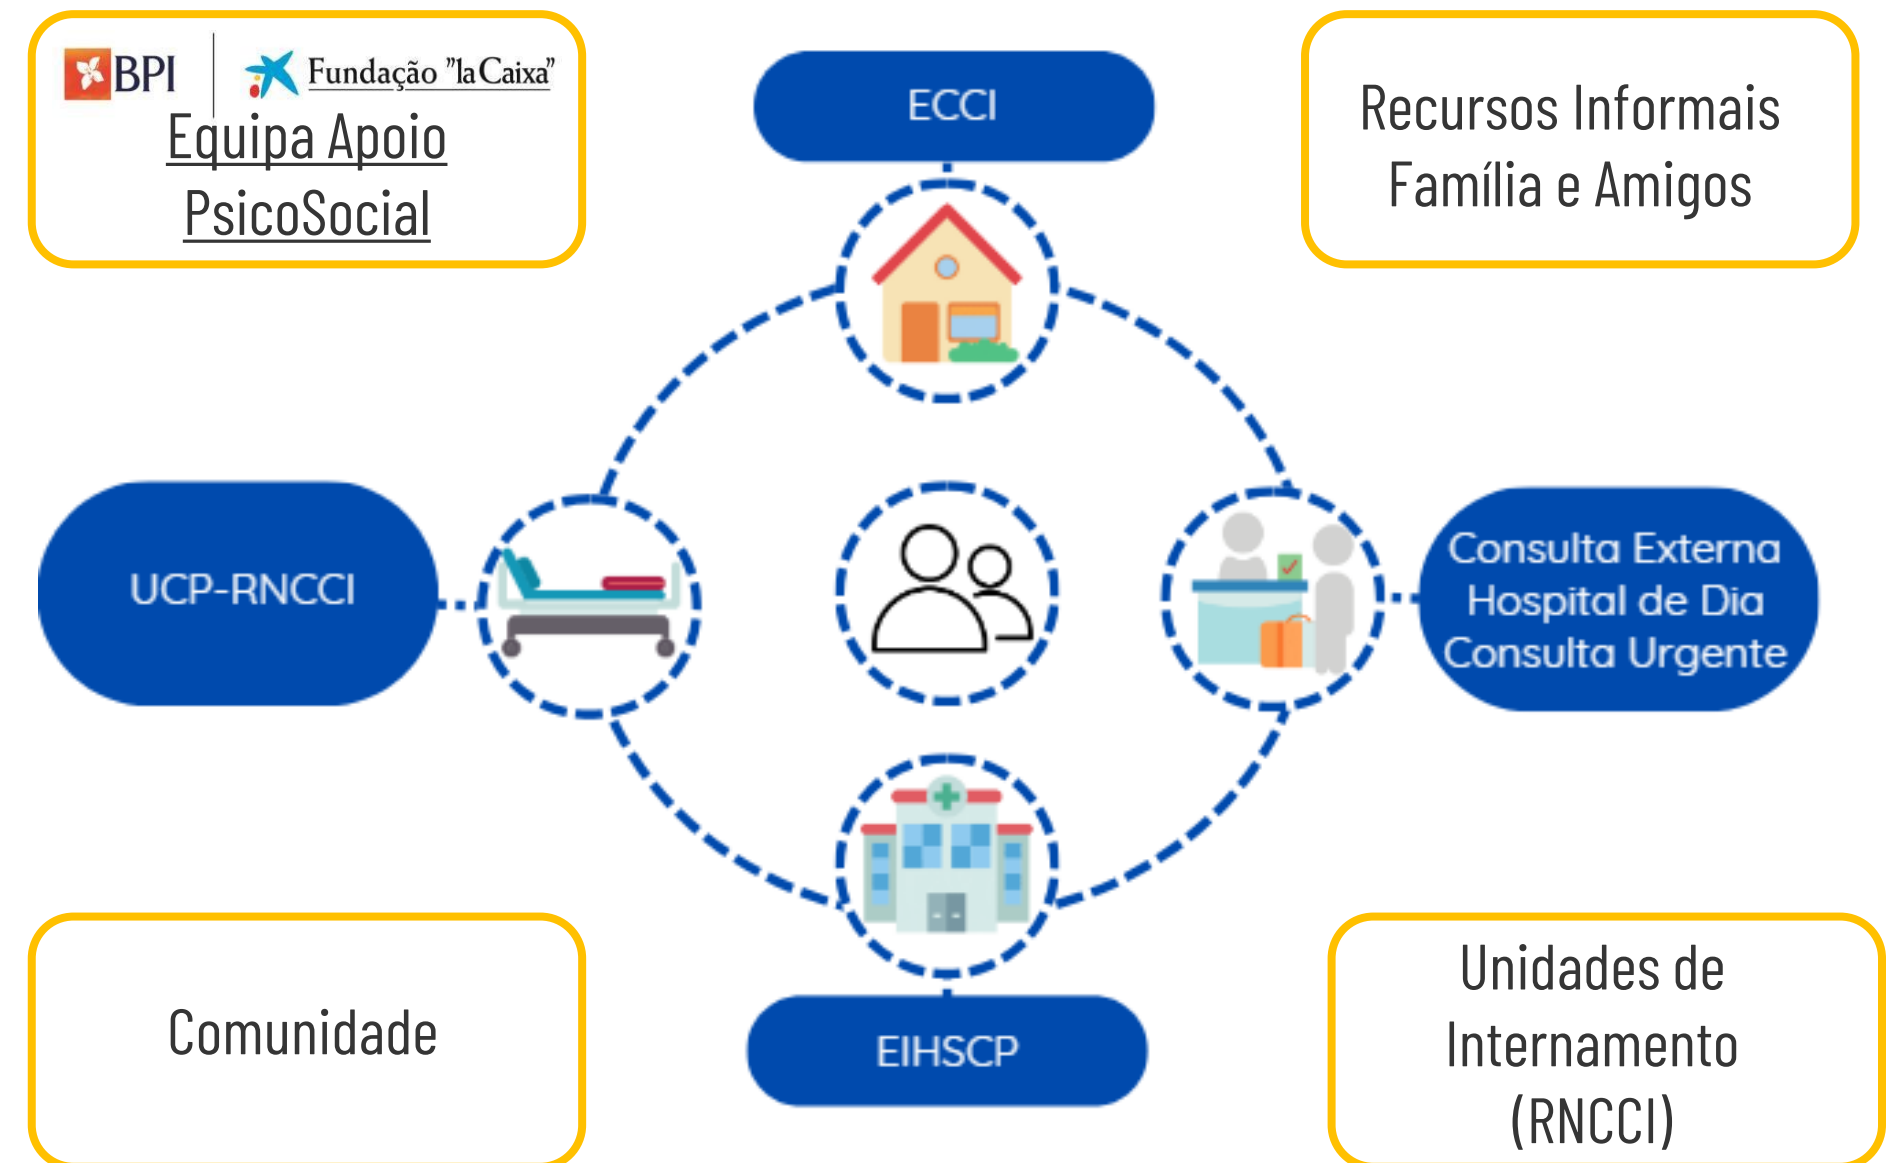 BPI
Fundação "la Caixa"
Equipa Apoio
PsicoSocial
ECCI
Recursos Informais
Família e Amigos
UCP-RNCCI
Consulta Externa
Hospital de Dia
Consulta Urgente
Comunidade
EIHSCP
Unidades de
Internamento
(RNCCI)